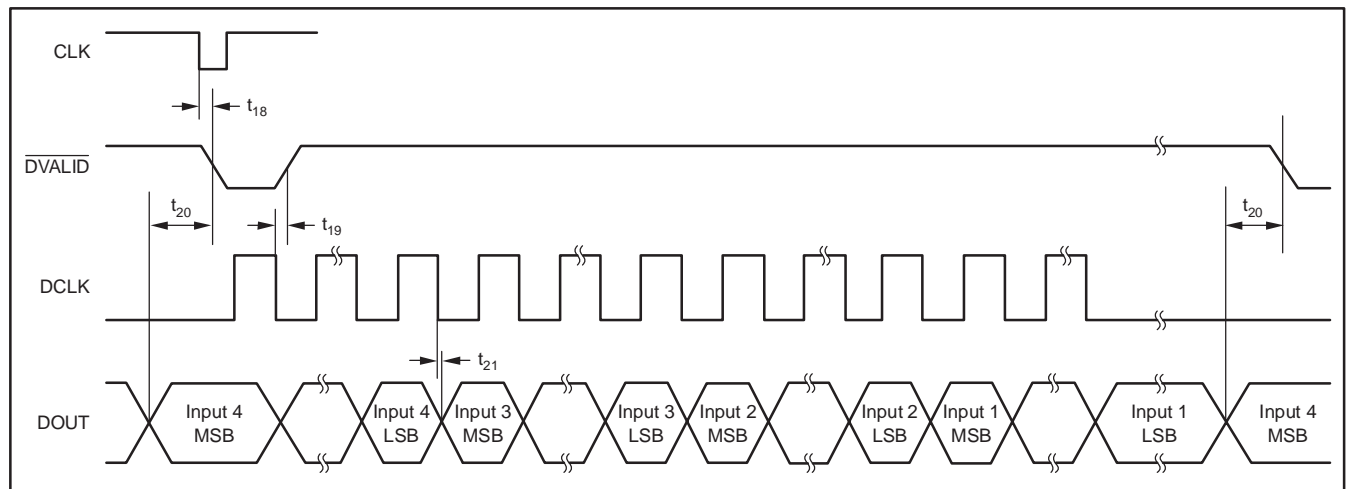 CLK
t18
DVALID
t20
t19
t20
DCLK
t21
DOUT
Input 4
MSB
Input 4
LSB
Input 3
MSB
Input 3
LSB
Input 2
MSB
Input 2
LSB
Input 1
MSB
Input 1
LSB
Input 4
MSB